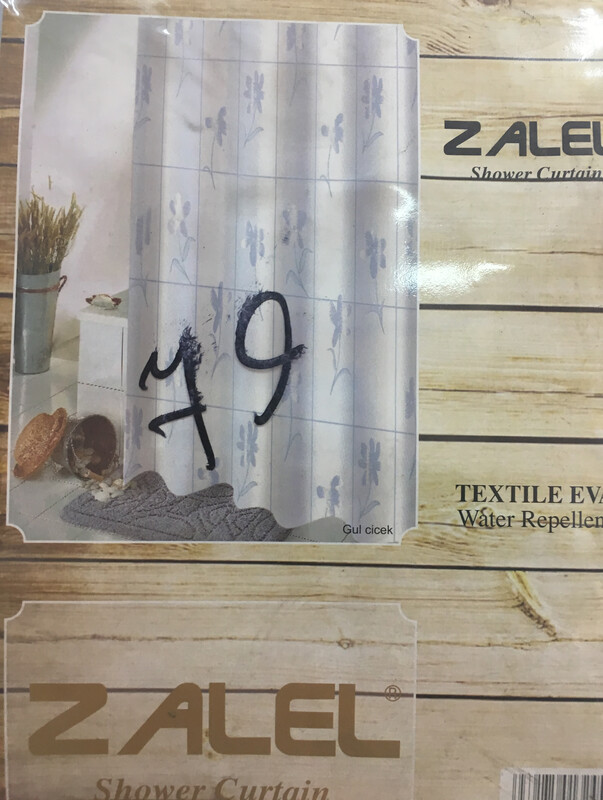 ZALEL
Shower Curtain
79
Gul cicek
TEXTILE EVA
Water Repellen
ZALEL®
Shower Curtain